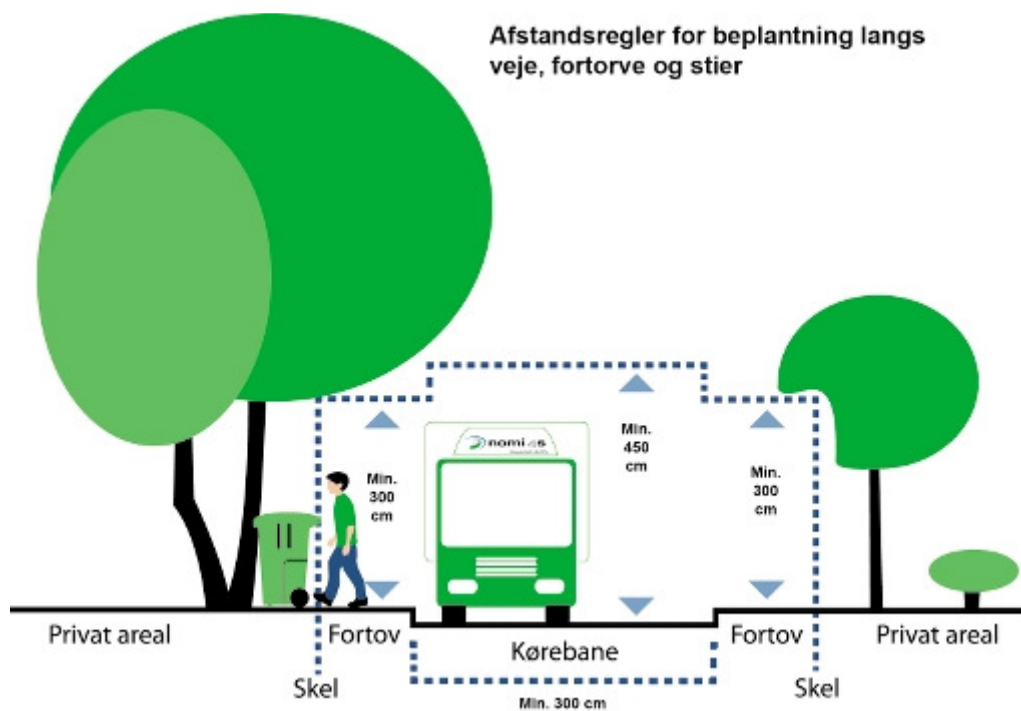 Afstandsregler for beplantning langs
veje, fortorve og stier
nomi4s
Min.
300
cm
Min.
450
cm
Min.
300
cm
Privat areal
Fortov
Kørebane
Fortov
Privat areal
Skel
Min. 300 cm
Skel